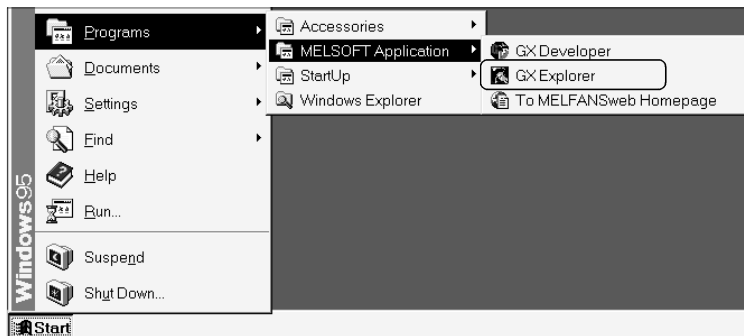 Programs
Documents
Settings
Find
Help
Run...
Suspend
Shut Down...
Accessories
MELSOFT Application
StartUp
Windows Explorer
GX Developer
GX Explorer
To MELFANSweb Homepage
Windows95
Start